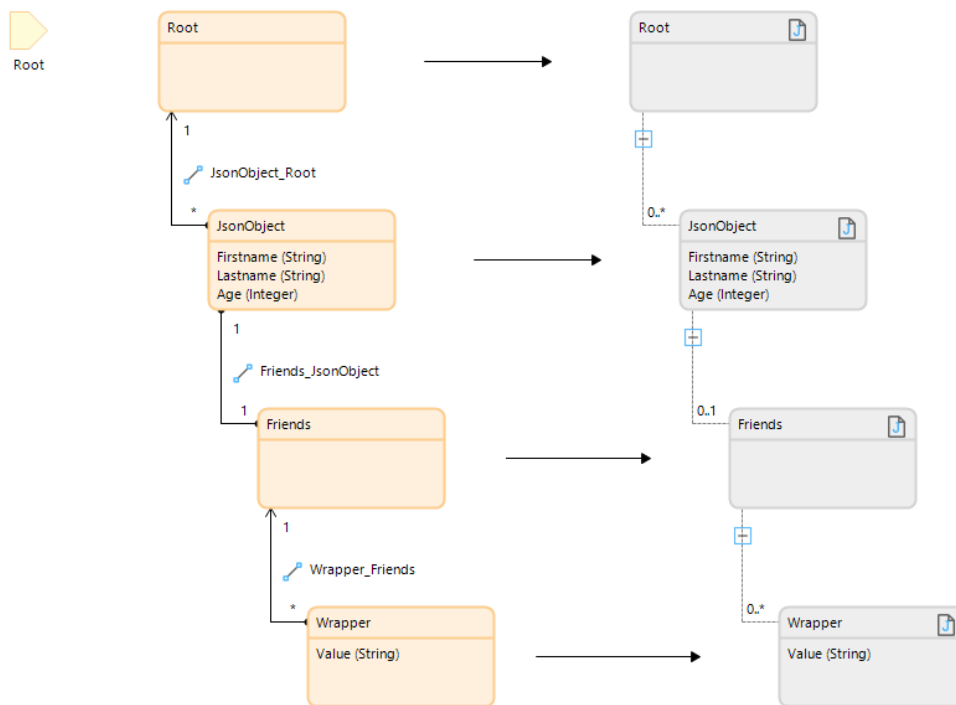 Root
Root
Root
1
JsonObject_Root
*
0..*
JsonObject
Firstname (String)
Lastname (String)
Age (Integer)
JsonObject
Firstname (String)
Lastname (String)
Age (Integer)
1
Friends_JsonObject
1
0..1
Friends
Friends
1
Wrapper_Friends
*
0..*
Wrapper
Value (String)
Wrapper
Value (String)